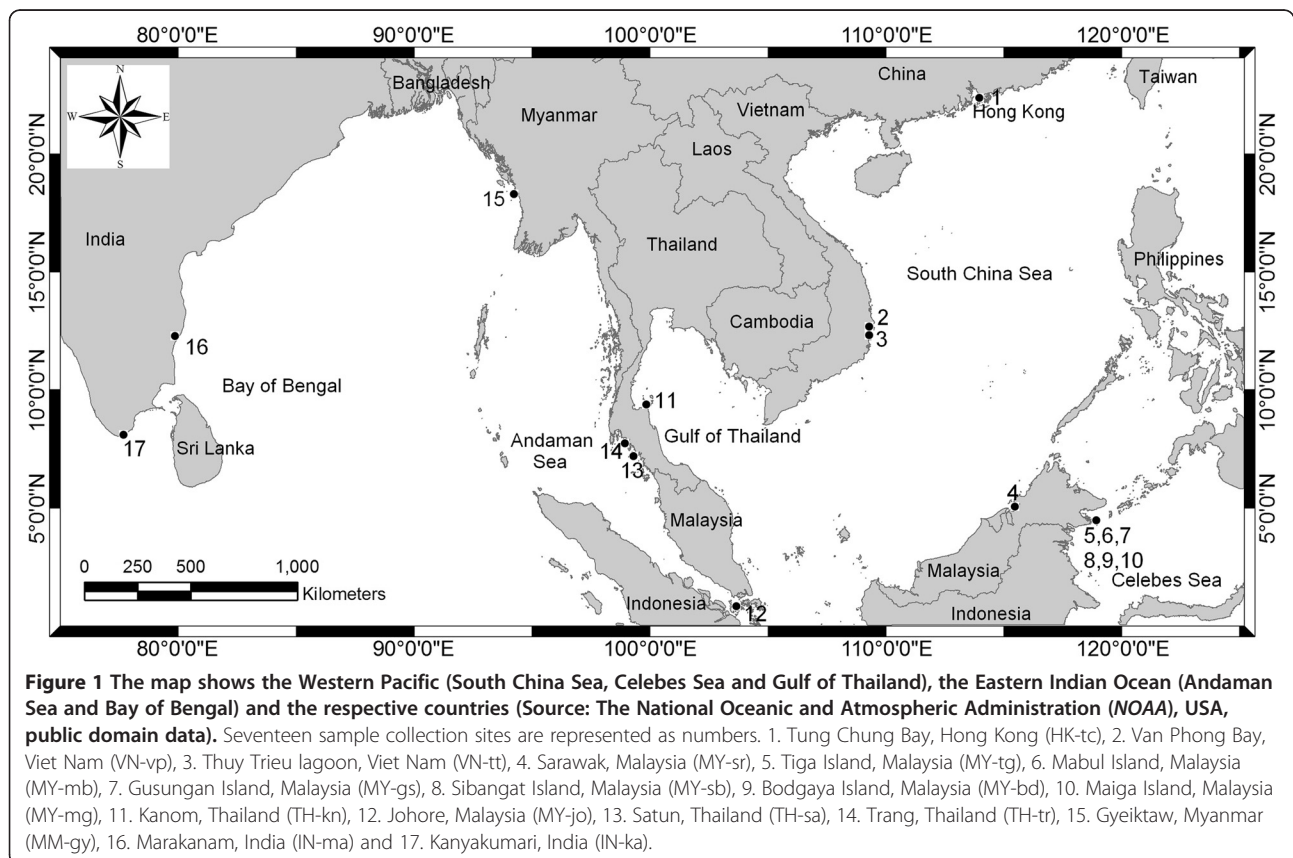 80°0'0"E 90°0'0"E 100°0'0"E 110°0'0"E 120°0'0"E
N
W E
S
Bangladesh
China
Taiwan
Myanmar
Vietnam
1
Hong Kong
Laos
20°0'0"N
20°0'0"N
15
India
Thailand
Philippines
15°0'0"N
15°0'0"N
South China Sea
Cambodia
2
3
16
Bay of Bengal
10°0'0"N
10°0'0"N
11
Gulf of Thailand
17
Sri Lanka
Andaman
Sea
14
13
4
5°0'0"N
5°0'0"N
Malaysia
5,6,7
8,9,10
0 250 500 1,000
Kilometers
Malaysia
Celebes Sea
Indonesia
12
Indonesia
80°0'0"E 90°0'0"E 100°0'0"E 110°0'0"E 120°0'0"E
Figure 1 The map shows the Western Pacific (South China Sea, Celebes Sea and Gulf of Thailand), the Eastern Indian Ocean (Andaman
Sea and Bay of Bengal) and the respective countries (Source: The National Oceanic and Atmospheric Administration (NOAA), USA,
public domain data). Seventeen sample collection sites are represented as numbers. 1. Tung Chung Bay, Hong Kong (HK-tc), 2. Van Phong Bay,
Viet Nam (VN-vp), 3. Thuy Trieu lagoon, Viet Nam (VN-tt), 4. Sarawak, Malaysia (MY-sr), 5. Tiga Island, Malaysia (MY-tg), 6. Mabul Island, Malaysia
(MY-mb), 7. Gusungan Island, Malaysia (MY-gs), 8. Sibangat Island, Malaysia (MY-sb), 9. Bodgaya Island, Malaysia (MY-bd), 10. Maiga Island, Malaysia
(MY-mg), 11. Kanom, Thailand (TH-kn), 12. Johore, Malaysia (MY-jo), 13. Satun, Thailand (TH-sa), 14. Trang, Thailand (TH-tr), 15. Gyeiktaw, Myanmar
(MM-gy), 16. Marakanam, India (IN-ma) and 17. Kanyakumari, India (IN-ka).